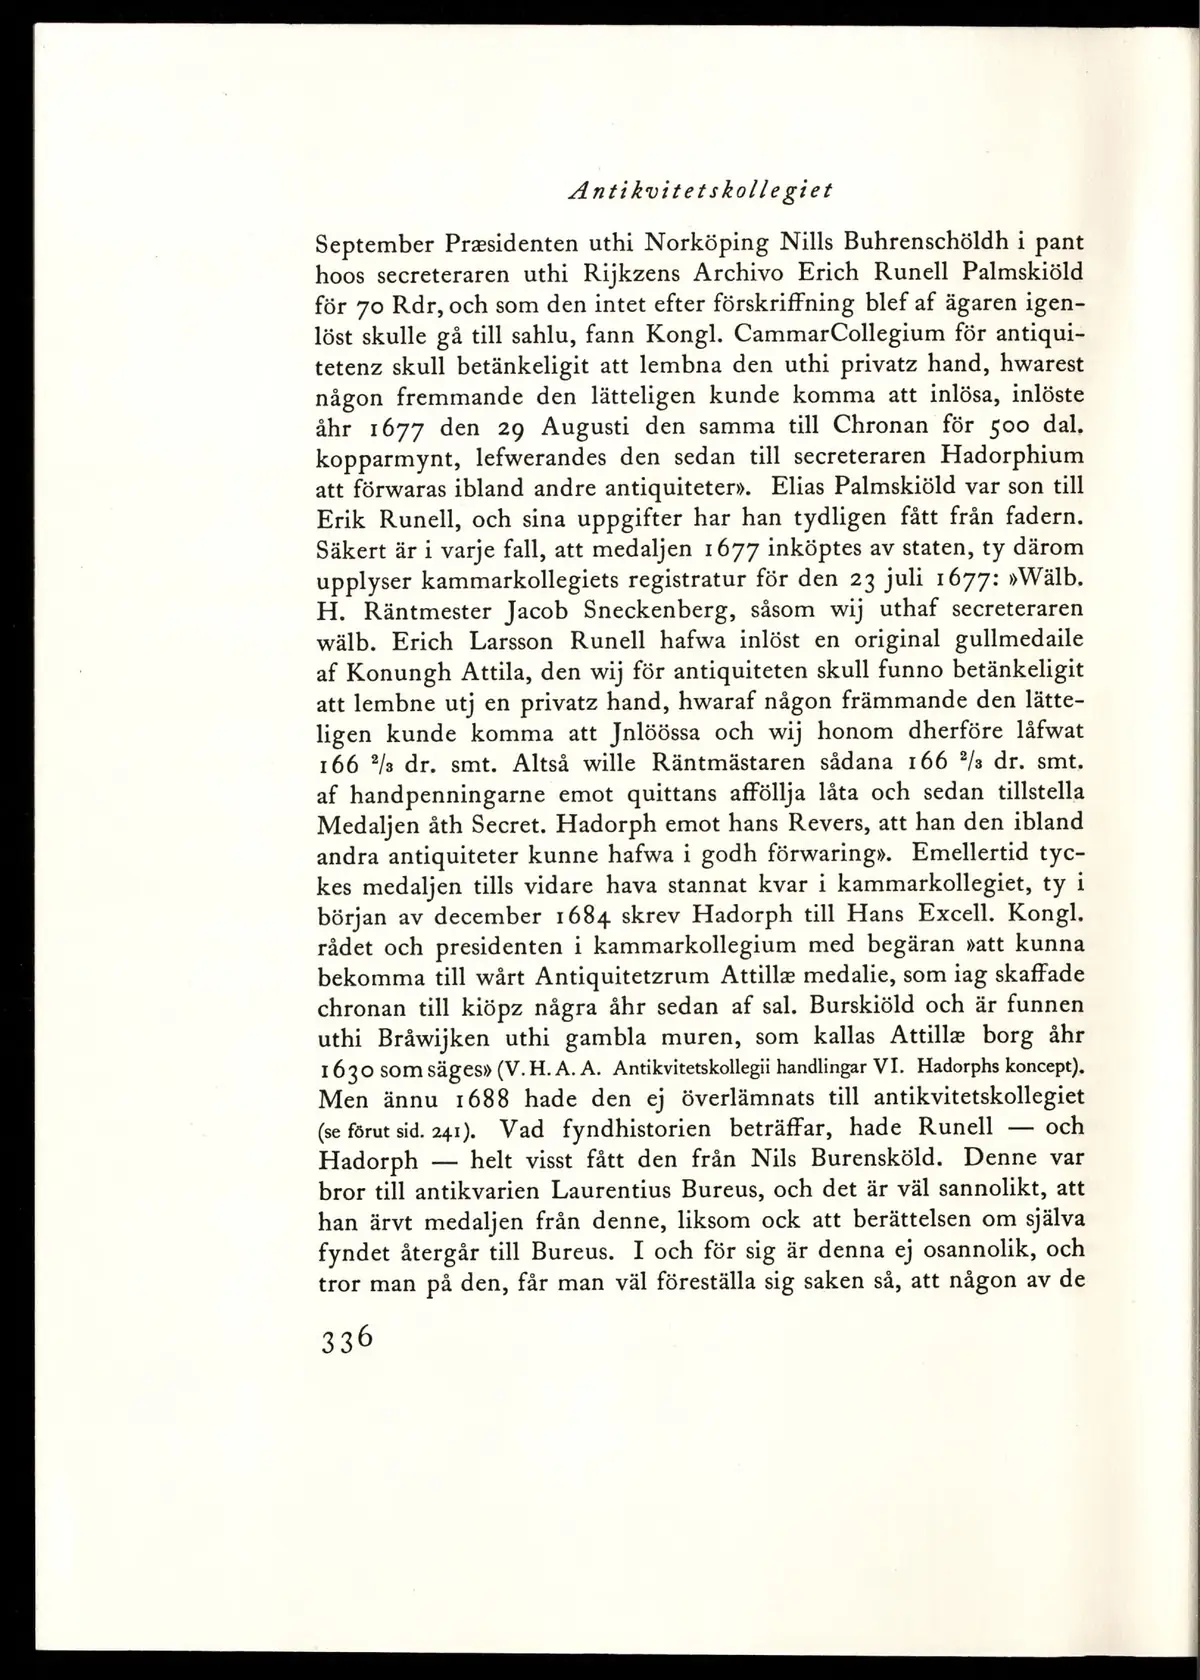 Antikvitetskollegiet
September Præsidenten uthi Norköping Nills Buhrenschöldh i pant
hoos secreteraren uthi Rijkzens Archivo Erich Runell Palmskiöld
för 70 Rdr, och som den intet efter förskriffning blef af ägaren igen-
löst skulle gå till sahlu, fann Kongl. CammarCollegium för antiqui-
tetenz skull betänkeligit att lembna den uthi privatz hand, hwarest
någon fremmande den lätteligen kunde komma att inlösa, inlöste
åhr 1677 den 29 Augusti den samma till Chronan för 500 dal.
kopparmynt, lefwerandes den sedan till secreteraren Hadorphium
att förwaras ibland andre antiquiteter». Elias Palmskiöld var son till
Erik Runell, och sina uppgifter har han tydligen fått från fadern.
Säkert är i varje fall, att medaljen 1677 inköptes av staten, ty därom
upplyser kammarkollegiets registratur för den 23 juli 1677: »Wälb.
H. Räntmester Jacob Sneckenberg, såsom wij uthaf secreteraren
wälb. Erich Larsson Runell hafwa inlöst en original gullmedaile
af Konungh Attila, den wij för antiquiteten skull funno betänkeligit
att lembne utj en privatz hand, hwaraf någon främmande den lätte-
ligen kunde komma att Jnlöössa och wij honom dherföre låfwat
166 2/3 dr. smt. Altså wille Räntmästaren sådana 166 2/3 dr. smt.
af handpenningarne emot quittans afföllja låta och sedan tillstella
Medaljen åth Secret. Hadorph emot hans Revers, att han den ibland
andra antiquiteter kunne hafwa i godh förwaring». Emellertid tyc-
kes medaljen tills vidare hava stannat kvar i kammarkollegiet, ty i
början av december 1684 skrev Hadorph till Hans Excell. Kongl.
rådet och presidenten i kammarkollegium med begäran »att kunna
bekomma till wårt Antiquitetzrum Attillæ medalie, som iag skaffade
chronan till kiöpz några åhr sedan af sal. Burskiöld och är funnen
uthi Bråwijken uthi gambla muren, som kallas Attillæ borg åhr
1630 som säges» (V. H. A. A. Antikvitetskollegii handlingar VI. Hadorphs koncept).
Men ännu 1688 hade den ej överlämnats till antikvitetskollegiet
(se förut sid. 241). Vad fyndhistorien beträffar, hade Runell — och
Hadorph — helt visst fått den från Nils Burensköld. Denne var
bror till antikvarien Laurentius Bureus, och det är väl sannolikt, att
han ärvt medaljen från denne, liksom ock att berättelsen om själva
fyndet återgår till Bureus. I och för sig är denna ej osannolik, och
tror man på den, får man väl föreställa sig saken så, att någon av de
336